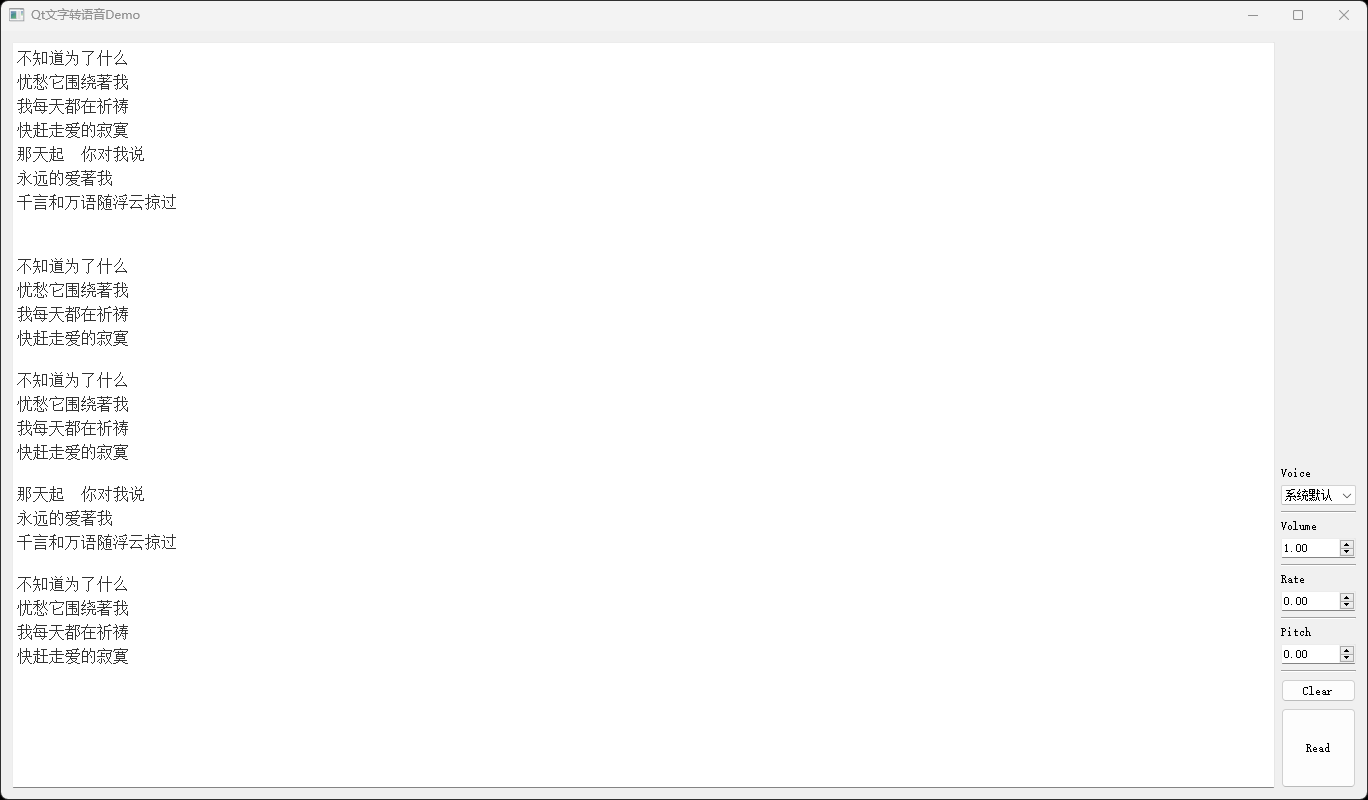 Qt文字转语音Demo
不知道为了什么
忧愁它围绕著我
我每天都在祈祷
快赶走爱的寂寞
那天起　你对我说
永远的爱著我
千言和万语随浮云掠过
不知道为了什么
忧愁它围绕著我
我每天都在祈祷
快赶走爱的寂寞
不知道为了什么
忧愁它围绕著我
我每天都在祈祷
快赶走爱的寂寞
那天起　你对我说
永远的爱著我
千言和万语随浮云掠过
不知道为了什么
忧愁它围绕著我
我每天都在祈祷
快赶走爱的寂寞
Voice
系统默认
Volume
1.00
Rate
0.00
Pitch
0.00
Clear
Read